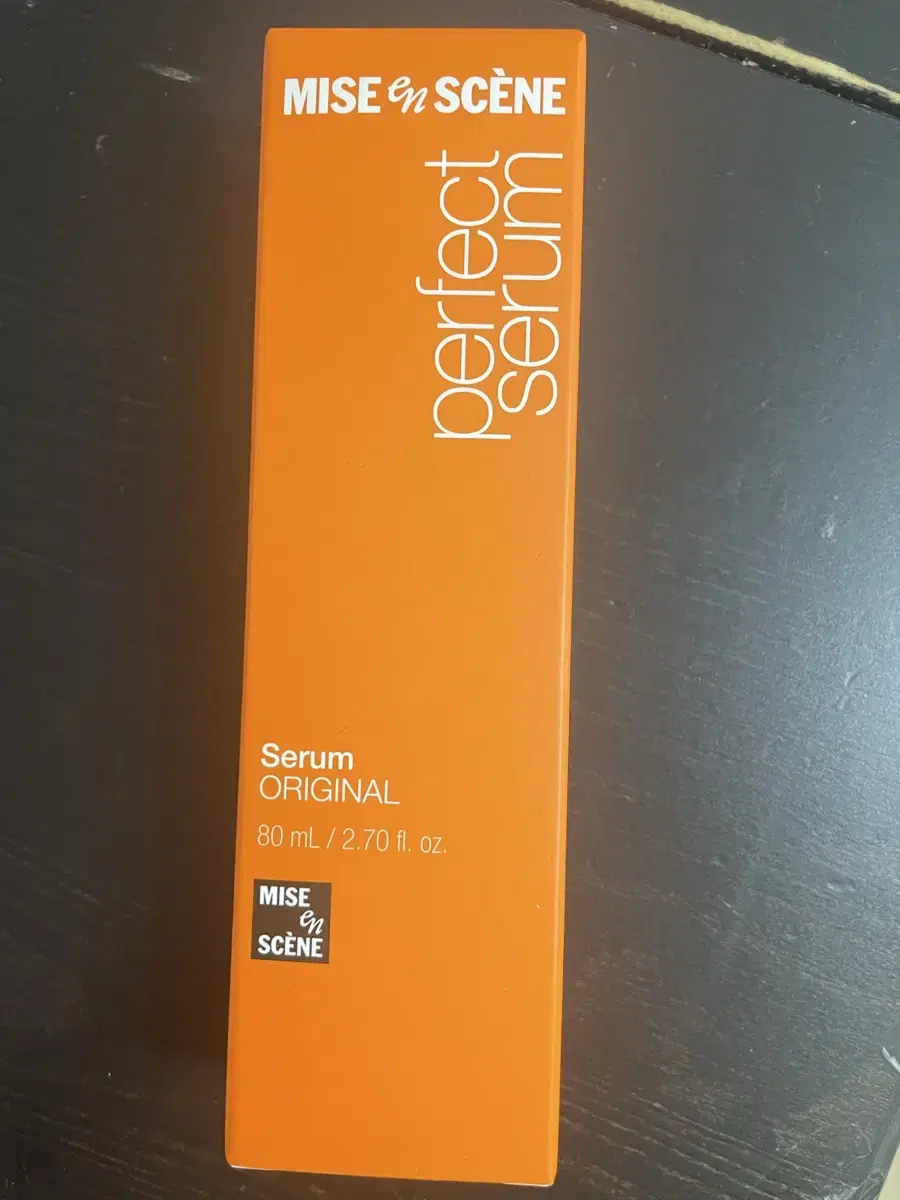 MISE en SCÈNE
perfect
serum
Serum
ORIGINAL
80 mL / 2.70 fl. oz.
MISE
en
SCÈNE